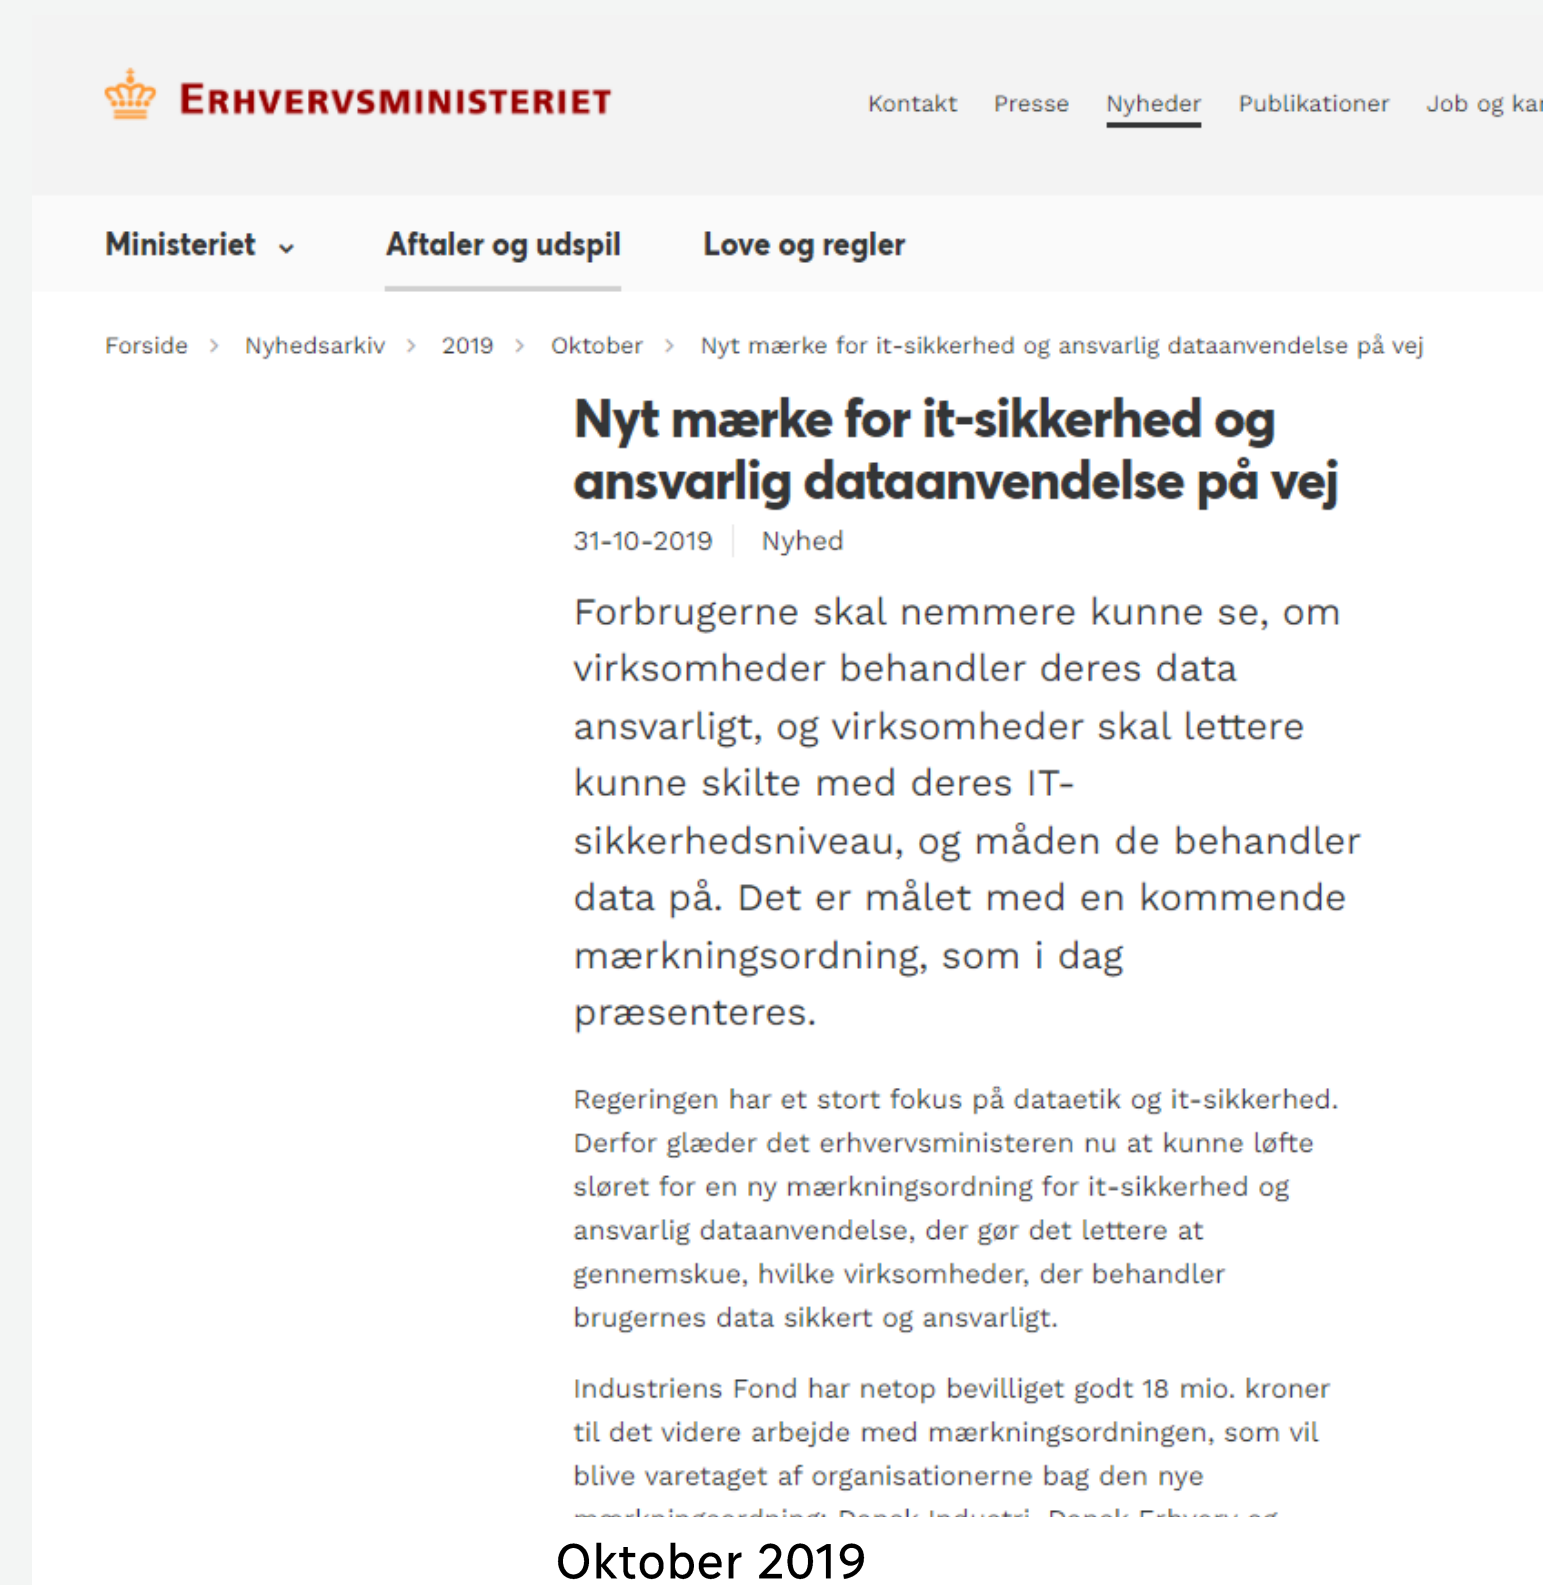 ERHVERVSMINISTERIET
Kontakt Presse Nyheder Publikationer Job og
Ministeriet Aftaler og udspil Love og regler
Forside > Nyhedsarkiv > 2019 > Oktober > Nyt mærke for it-sikkerhed og ansvarlig dataanvendelse på vej
Nyt mærke for it-sikkerhed og
ansvarlig dataanvendelse på vej
31-10-2019 Nyhed
Forbrugerne skal nemmere kunne se, om
virksomheder behandler deres data
ansvarligt, og virksomheder skal lettere
kunne skilte med deres IT-
sikkerhedsniveau, og måden de behandler
data på. Det er målet med en kommende
mærkningsordning, som i dag
præsenteres.
Regeringen har et stort fokus på dataetik og it-sikkerhed.
Derfor glæder det erhvervsministeren nu at kunne løfte
sløret for en ny mærkningsordning for it-sikkerhed og
ansvarlig dataanvendelse, der gør det lettere at
gennemskue, hvilke virksomheder, der behandler
brugernes data sikkert og ansvarligt.
Industriens Fond har netop bevilliget godt 18 mio. kroner
til det videre arbejde med mærkningsordningen, som vil
blive varetaget af organisationerne bag den nye
mærkningsordning: Dansk Industri, Dansk Erhverv og
Oktober 2019